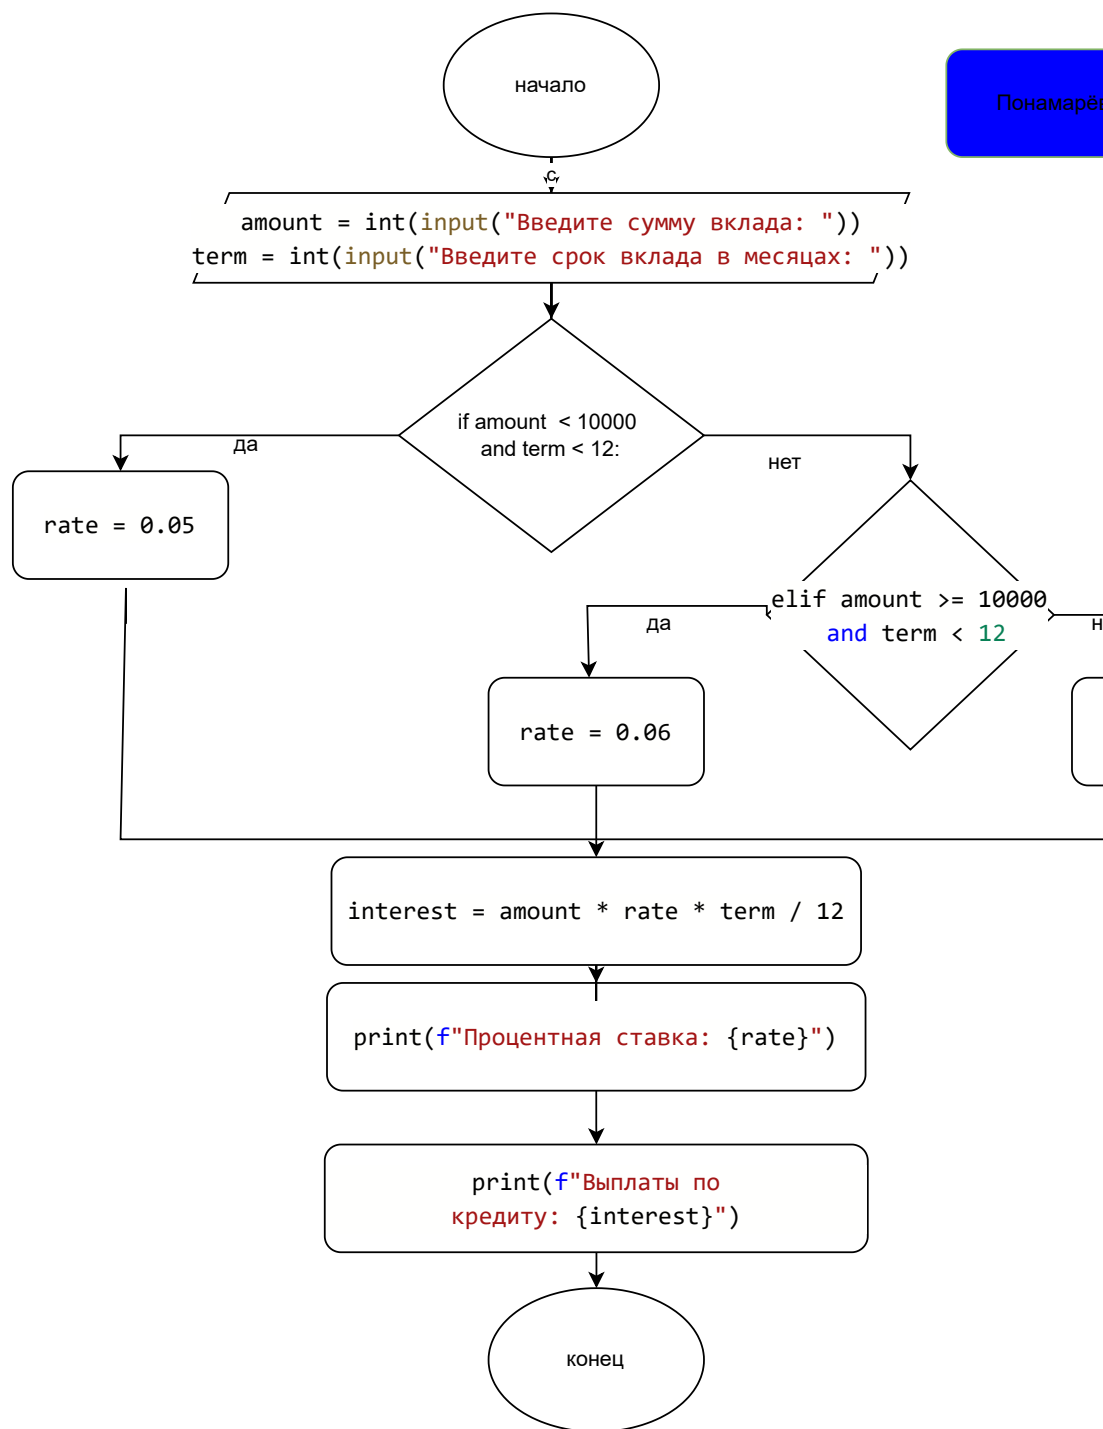 начало
Понамарёв
с
amount = int(input("Введите сумму вклада: "))
term = int(input("Введите срок вклада в месяцах: "))
if amount < 10000
and term < 12:
да
нет
rate = 0.05
elif amount >= 10000
and term < 12
да
rate = 0.06
interest = amount * rate * term / 12
print(f"Процентная ставка: {rate}")
print(f"Выплаты по
кредиту: {interest}")
конец